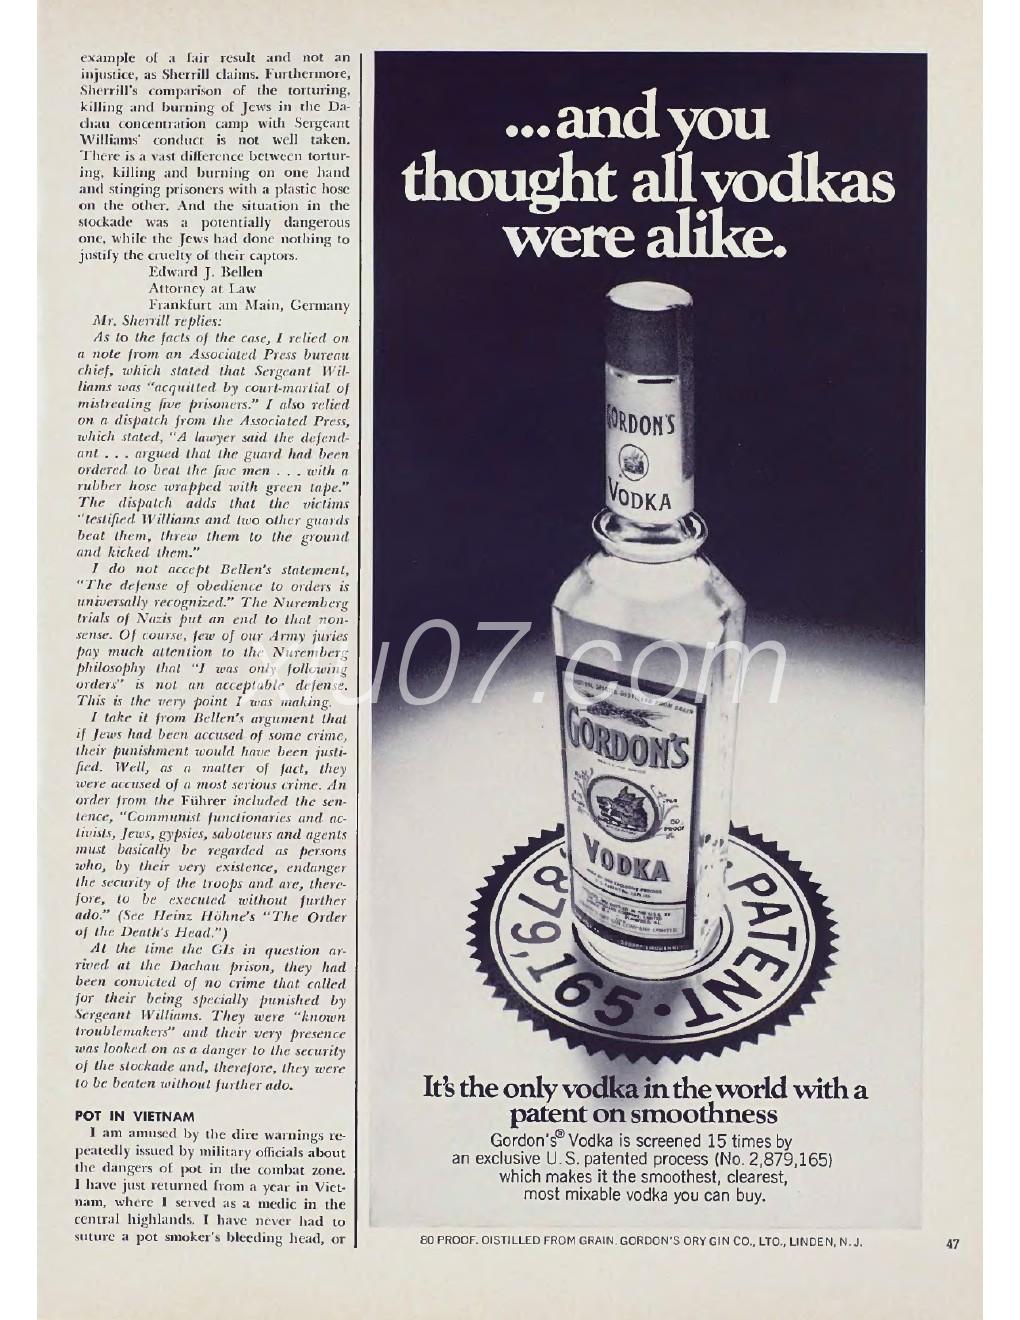 example of a fair result and not an
injustice, as Sherrill claims. Furthermore,
Sherrill's comparison of the torturing,
killing and burning of Jews in the Da-
chau concentration camp with Sergeant
Williams' conduct is not well taken.
There is a vast difference between tortur-
ing, killing and burning on one hand
and stinging prisoners with a plastic hose
on the other. And the situation in the
stockade was a potentially dangerous
one, while the Jews had done nothing to
justify the cruelty of their captors.
Edward J. Bellen
Attorney at Law
Frankfurt am Main, Germany
Mr. Sherrill replies:
As to the facts of the case, I relied on
a note from an Associated Press bureau
chief, which stated that Sergeant Wil-
liams was "acquitted by court-martial of
mistreating five prisoners." I also relied
on a dispatch from the Associated Press,
which stated, "A lawyer said the defend-
ant . . . argued that the guard had been
ordered to beat the five men . . . with a
rubber hose wrapped with green tape."
The dispatch adds that the victims
"testified Williams and two other guards
beat them, threw them to the ground
and kicked them."
I do not accept Bellen's statement,
"The defense of obedience to orders is
universally recognized." The Nuremberg
trials of Nazis put an end to that non-
sense. Of course, few of our Army juries
pay much attention to the Nuremberg
philosophy that "I was only following
orders" is not an acceptable defense.
This is the very point I was making.
I take it from Bellen's argument that
if Jews had been accused of some crime,
their punishment would have been justi-
fied. Well, as a matter of fact, they
were accused of a most serious crime. An
order from the Führer included the sen-
tence, "Communist functionaries and ac-
tivists, Jews, gypsies, saboteurs and agents
must basically be regarded as persons
who, by their very existence, endanger
the security of the troops and are, there-
fore, to be executed without further
ado." (See Heinz Höhne's "The Order
of the Death's Head.")
At the time the GIs in question ar-
rived at the Dachau prison, they had
been convicted of no crime that called
for their being specially punished by
Sergeant Williams. They were "known
troublemakers" and their very presence
was looked on as a danger to the security
of the stockade and, therefore, they were
to be beaten without further ado.
POT IN VIETNAM
I am amused by the dire warnings re-
peatedly issued by military officials about
the dangers of pot in the combat zone.
I have just returned from a year in Viet-
nam, where I served as a medic in the
central highlands. I have never had to
suture a pot smoker's bleeding head, or
...and you
thought all vodkas
were alike.
GORDON'S
VODKA
GORDON'S
80
PROOF
VODKA
PATENT
879,165
It's the only vodka in the world with a
patent on smoothness
Gordon's® Vodka is screened 15 times by
an exclusive U.S. patented process (No. 2,879,165)
which makes it the smoothest, clearest,
most mixable vodka you can buy.
80 PROOF. DISTILLED FROM GRAIN. GORDON'S DRY GIN CO., LTD., LINDEN, N.J.
47
xiu07.com